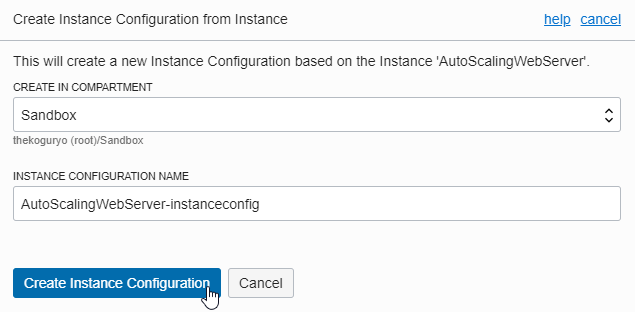 Create Instance Configuration from Instance help cancel
This will create a new Instance Configuration based on the Instance 'AutoScalingWebServer'.
CREATE IN COMPARTMENT
Sandbox
thekoguryo (root)/Sandbox
INSTANCE CONFIGURATION NAME
AutoScalingWebServer-instanceconfig
Create Instance Configuration Cancel